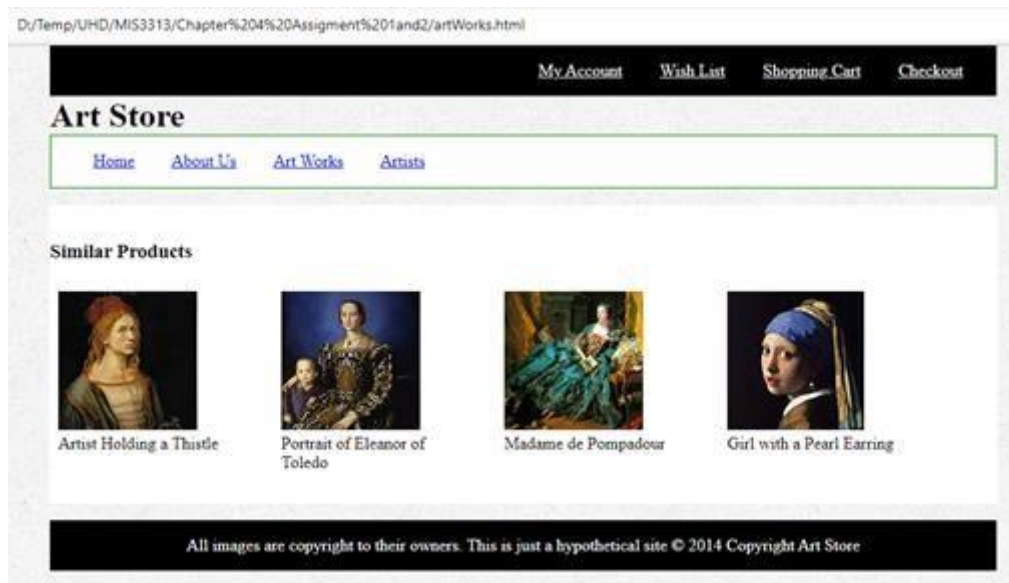 D:/Temp/UHD/MIS3313/Chapter%204%20Assigment%201and2/artWorks.html
My Account Wish List Shopping Cart Checkout
Art Store
Home About Us Art Works Artists
Similar Products
Artist Holding a Thistle
Portrait of Eleanor of
Toledo
Madame de Pompadour
Girl with a Pearl Earring
All images are copyright to their owners. This is just a hypothetical site © 2014 Copyright Art Store